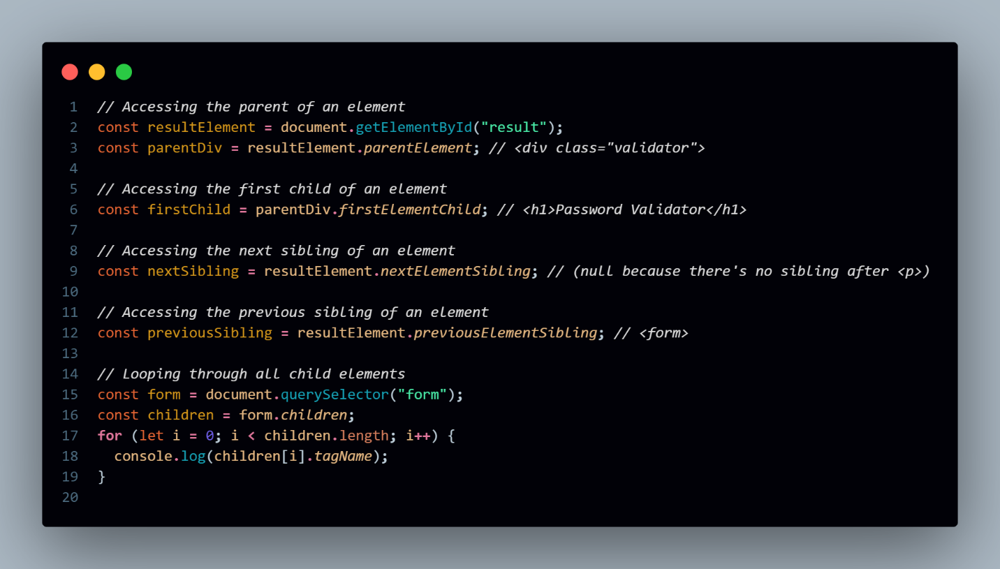 1 // Accessing the parent of an element
2 const resultElement = document.getElementById("result");
3 const parentDiv = resultElement.parentElement; // <div class="validator">
4
5 // Accessing the first child of an element
6 const firstChild = parentDiv.firstElementChild; // <h1>Password Validator</h1>
7
8 // Accessing the next sibling of an element
9 const nextSibling = resultElement.nextElementSibling; // (null because there's no sibling after <p>)
10
11 // Accessing the previous sibling of an element
12 const previousSibling = resultElement.previousElementSibling; // <form>
13
14 // Looping through all child elements
15 const form = document.querySelector("form");
16 const children = form.children;
17 for (let i = 0; i < children.length; i++) {
18   console.log(children[i].tagName);
19 }
20